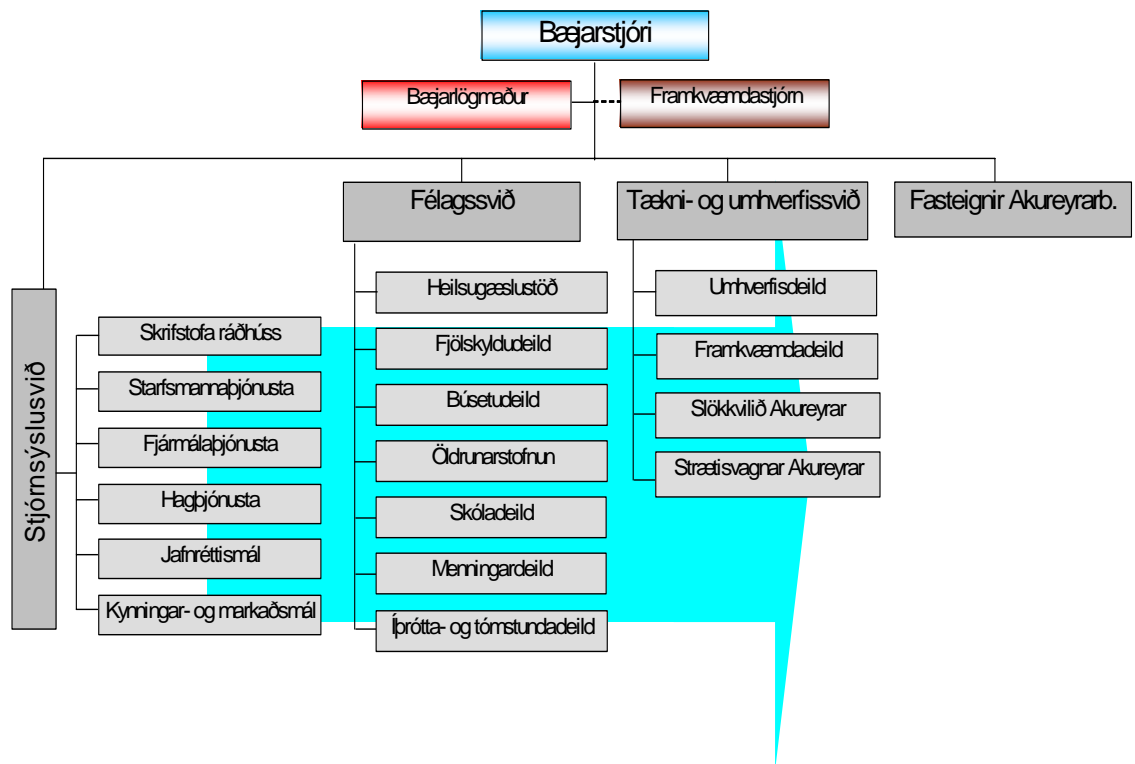 Bæjarstjóri
Bæjarlögmaður
Framkvæmdastjórn
Félagssvið
Tækni- og umhverfissvið
Fasteignir Akureyrarb.
Stjórnsýslusvið
Skrifstofa ráðhúss
Starfsmannaþjónusta
Fjármálaþjónusta
Hagþjónusta
Jafnréttismál
Kynningar- og markaðsmál
Heilsugæslustöð
Fjölskyldudeild
Búsetudeild
Öldrunarstofnun
Skóladeild
Menningardeild
Íþrótta- og tómstundadeild
Umhverfisdeild
Framkvæmdadeild
Slökkvilið Akureyrar
Strætisvagnar Akureyrar